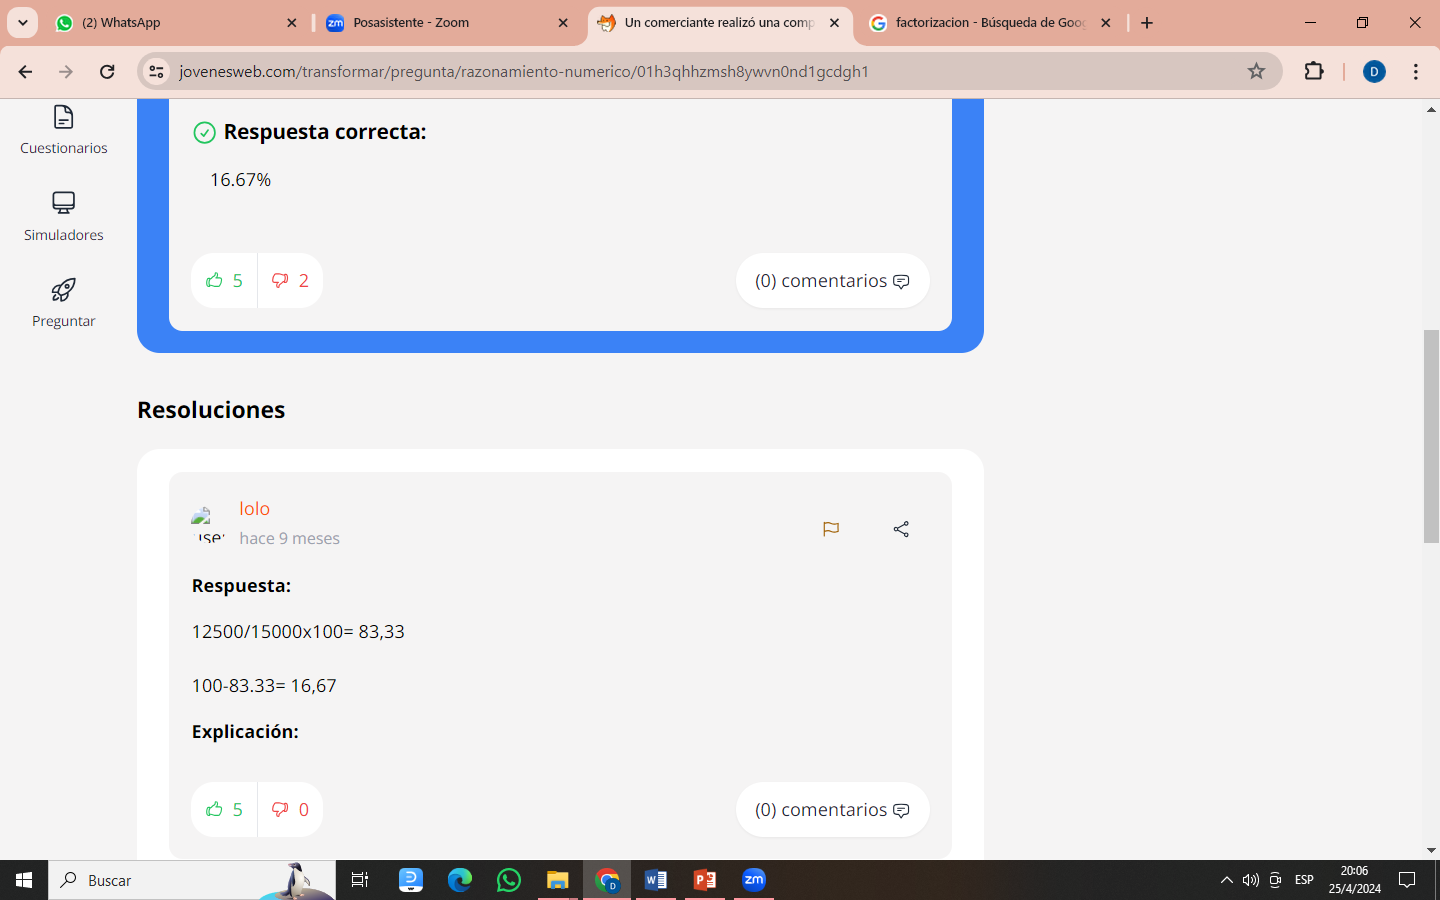 (2) WhatsApp
Posasistente - Zoom
Un comerciante realizó una comp
factorizacion - Búsqueda de Goog
jovenesweb.com/transformar/pregunta/razonamiento-numerico/01h3qhhzmsh8ywvn0nd1gcdgh1
D
Cuestionarios
Simuladores
Preguntar
Respuesta correcta:
16.67%
5
2
(0) comentarios
Resoluciones
user
lolo
hace 9 meses
Respuesta:
12500/15000x100= 83,33
100-83.33= 16,67
Explicación:
5
0
(0) comentarios
Buscar
D
zm
ESP
20:06
25/4/2024